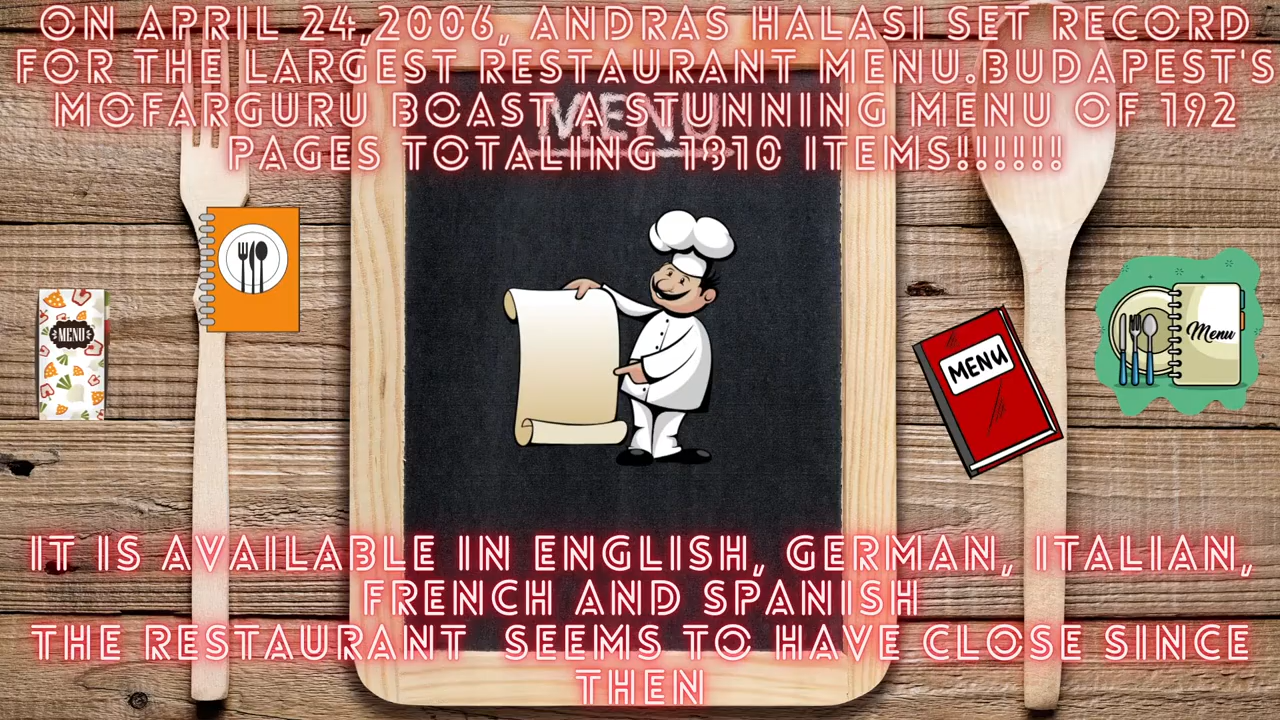 ON APRIL 24,2006, ANDRAS HALASI SET RECORD
FOR THE LARGEST RESTAURANT MENU.BUDAPEST'S
MOFARGURU BOAST A STUNNING MENU OF 192
PAGES TOTALING 1810 ITEMS!!!!!!
MENU
MENU
MENU
Menu
IT IS AVAILABLE IN ENGLISH, GERMAN, ITALIAN,
FRENCH AND SPANISH
THE RESTAURANT SEEMS TO HAVE CLOSE SINCE
THEN